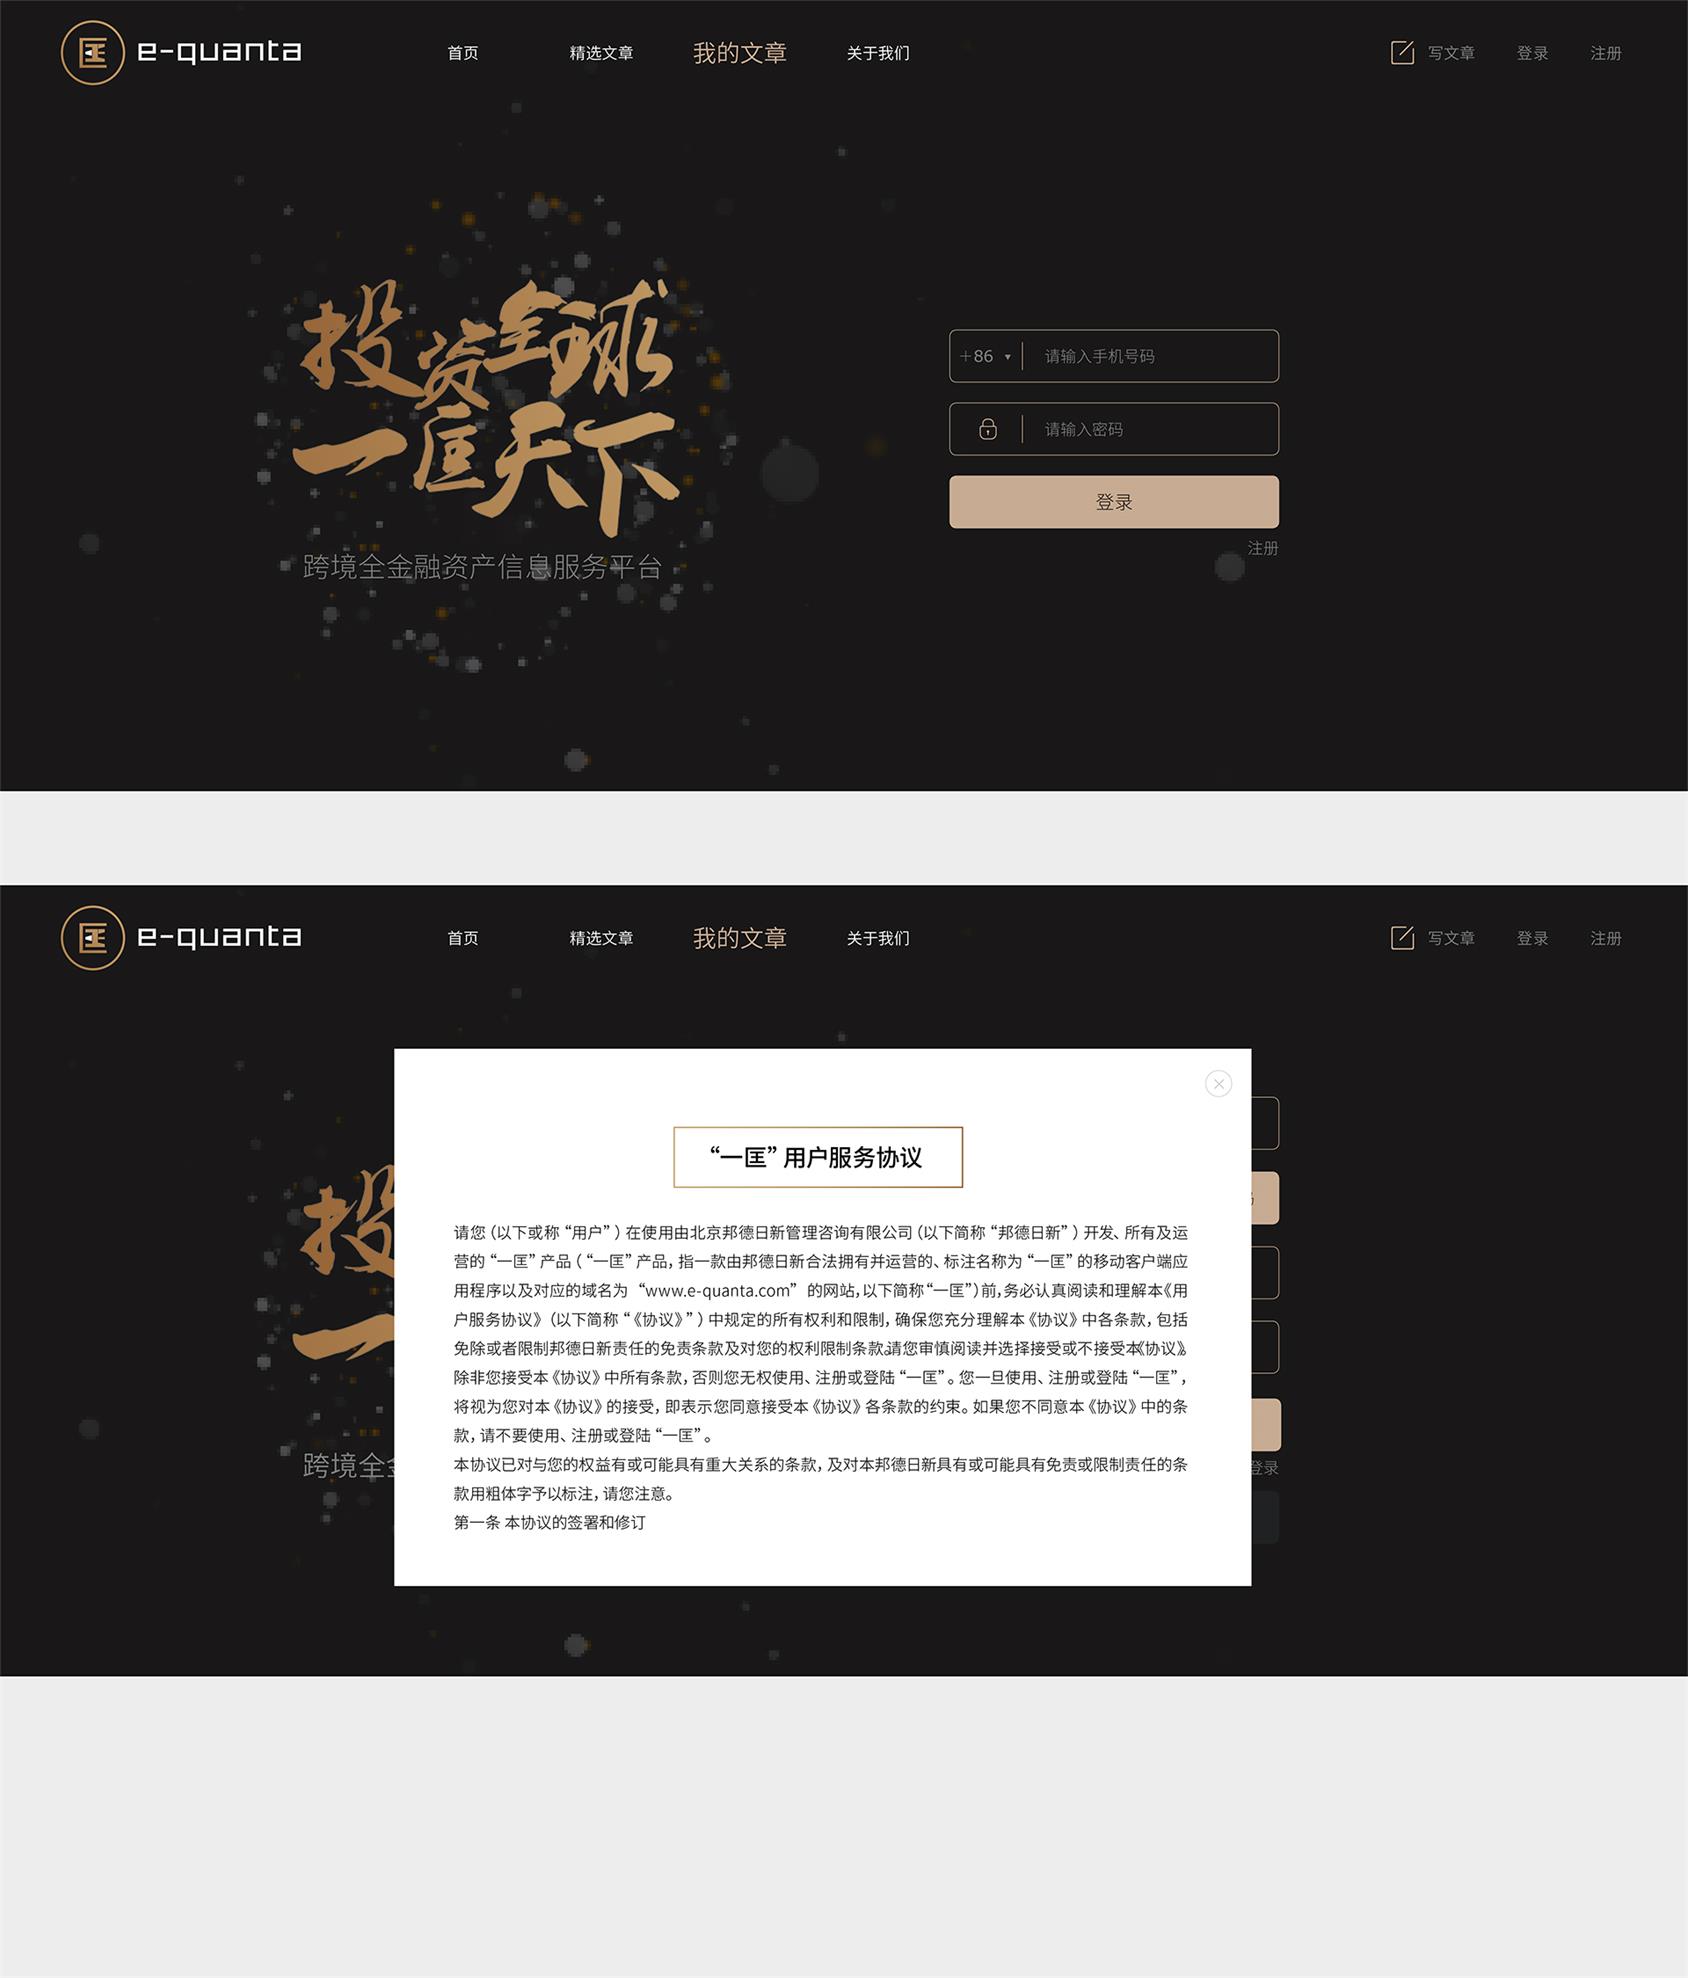 e-quanta 首页 精选文章 我的文章 关于我们 写文章 登录 注册
投资全球
一匡天下
跨境全金融资产信息服务平台
+86 ▾ 请输入手机号码
请输入密码
登录
注册
e-quanta 首页 精选文章 我的文章 关于我们 写文章 登录 注册
投
一
跨境全
登录
“一匡”用户服务协议
请您（以下或称“用户”）在使用由北京邦德日新管理咨询有限公司（以下简称“邦德日新”）开发、所有及运
营的“一匡”产品（“一匡”产品，指一款由邦德日新合法拥有并运营的、标注名称为“一匡”的移动客户端应
用程序以及对应的域名为 “www.e-quanta.com” 的网站，以下简称“一匡”）前，务必认真阅读和理解本《用
户服务协议》（以下简称“《协议》”）中规定的所有权利和限制，确保您充分理解本《协议》中各条款，包括
免除或者限制邦德日新责任的免责条款及对您的权利限制条款。请您审慎阅读并选择接受或不接受本《协议》。
除非您接受本《协议》中所有条款，否则您无权使用、注册或登陆“一匡”。您一旦使用、注册或登陆“一匡”，
将视为您对本《协议》的接受，即表示您同意接受本《协议》各条款的约束。如果您不同意本《协议》中的条
款，请不要使用、注册或登陆“一匡”。
本协议已对与您的权益有或可能具有重大关系的条款，及对本邦德日新具有或可能具有免责或限制责任的条
款用粗体字予以标注，请您注意。
第一条 本协议的签署和修订